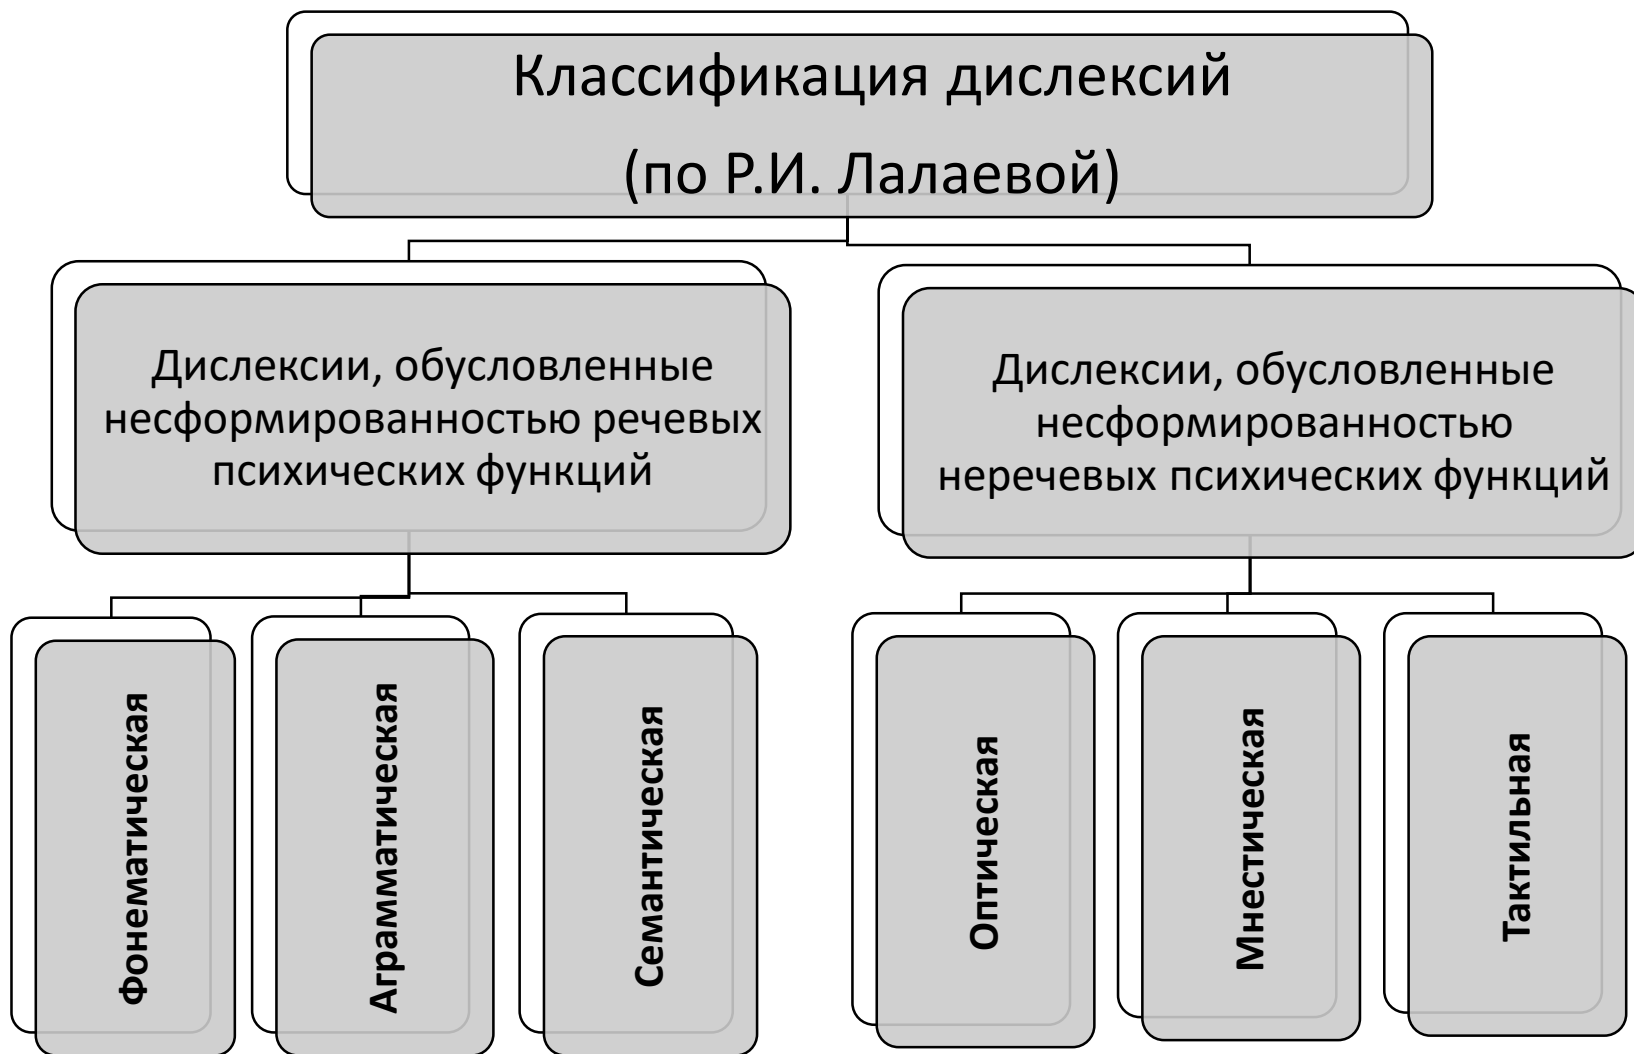 Классификация дислексий
(по Р.И. Лалаевой)
Дислексии, обусловленные
несформированностью речевых
психических функций
Дислексии, обусловленные
несформированностью
неречевых психических функций
Фонематическая
Аграмматическая
Семантическая
Оптическая
Мнестическая
Тактильная